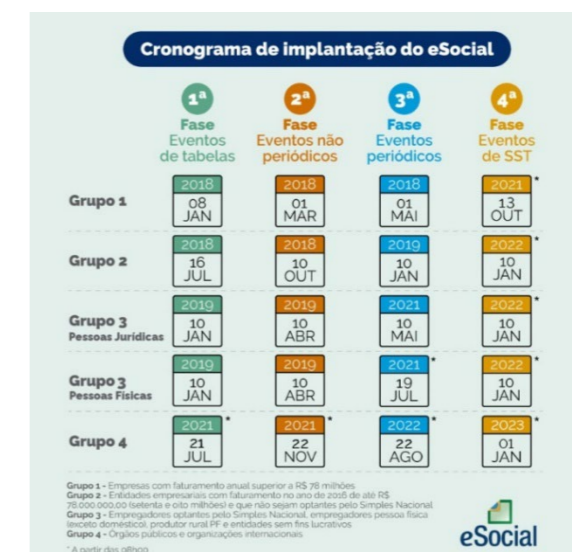 Cronograma de implantação do eSocial
1ª
Fase
Eventos
de tabelas
2ª
Fase
Eventos não
periódicos
3ª
Fase
Eventos
periódicos
4ª
Fase
Eventos
de SST
Grupo 1
2018
08
JAN
2018
01
MAR
2018
01
MAI
2021 *
13
OUT
Grupo 2
2018
16
JUL
2018
10
OUT
2019
10
JAN
2022 *
10
JAN
Grupo 3
Pessoas Jurídicas
2019
10
JAN
2019
10
ABR
2021
10
MAI
2022 *
10
JAN
Grupo 3
Pessoas Físicas
2019
10
JAN
2019
10
ABR
2021 *
19
JUL
2022 *
10
JAN
Grupo 4
2021 *
21
JUL
2021 *
22
NOV
2022 *
22
AGO
2023 *
01
JAN
Grupo 1 - Empresas com faturamento anual superior a R$ 78 milhões
Grupo 2 - Entidades empresariais com faturamento no ano de 2016 de até R$
78.000.000,00 (setenta e oito milhões) e que não sejam optantes pelo Simples Nacional
Grupo 3 - Empregadores optantes pelo Simples Nacional, empregadores pessoa física
(exceto doméstico), produtor rural PF e entidades sem fins lucrativos
Grupo 4 - Órgãos públicos e organizações internacionais
* A partir das 08h00
eSocial